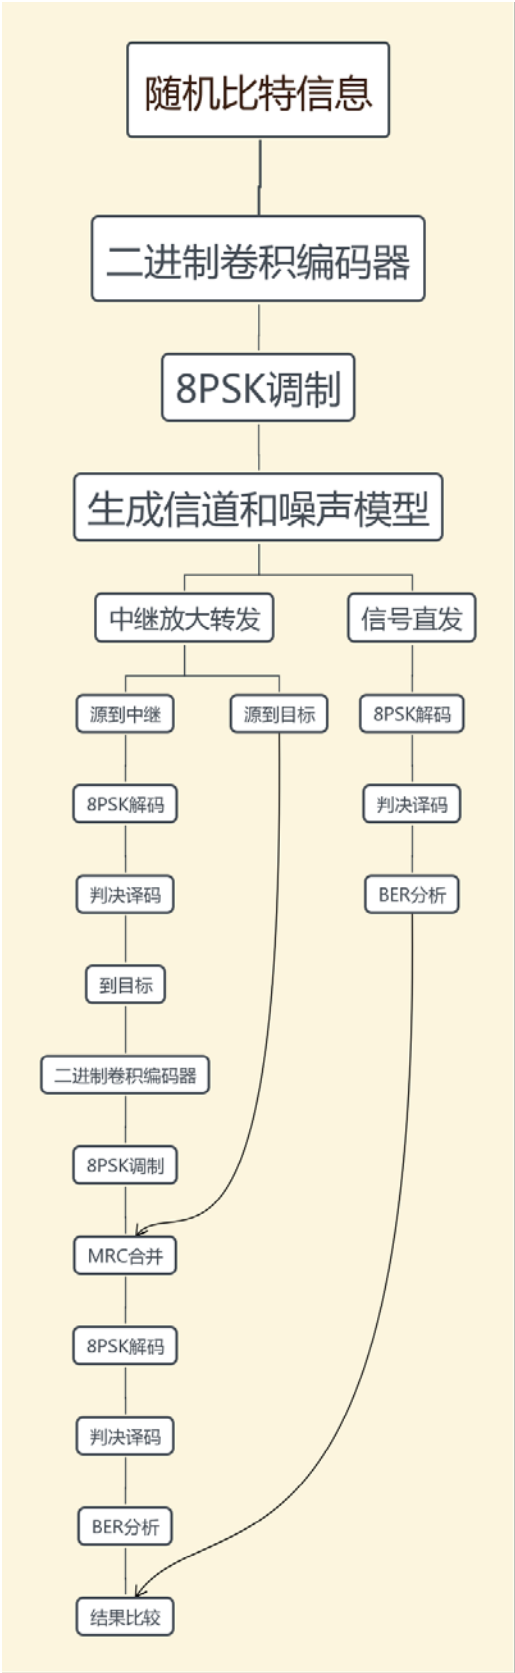 随机比特信息
二进制卷积编码器
8PSK调制
生成信道和噪声模型
中继放大转发
信号直发
源到中继
源到目标
8PSK解码
8PSK解码
判决译码
判决译码
BER分析
到目标
二进制卷积编码器
8PSK调制
MRC合并
8PSK解码
判决译码
BER分析
结果比较